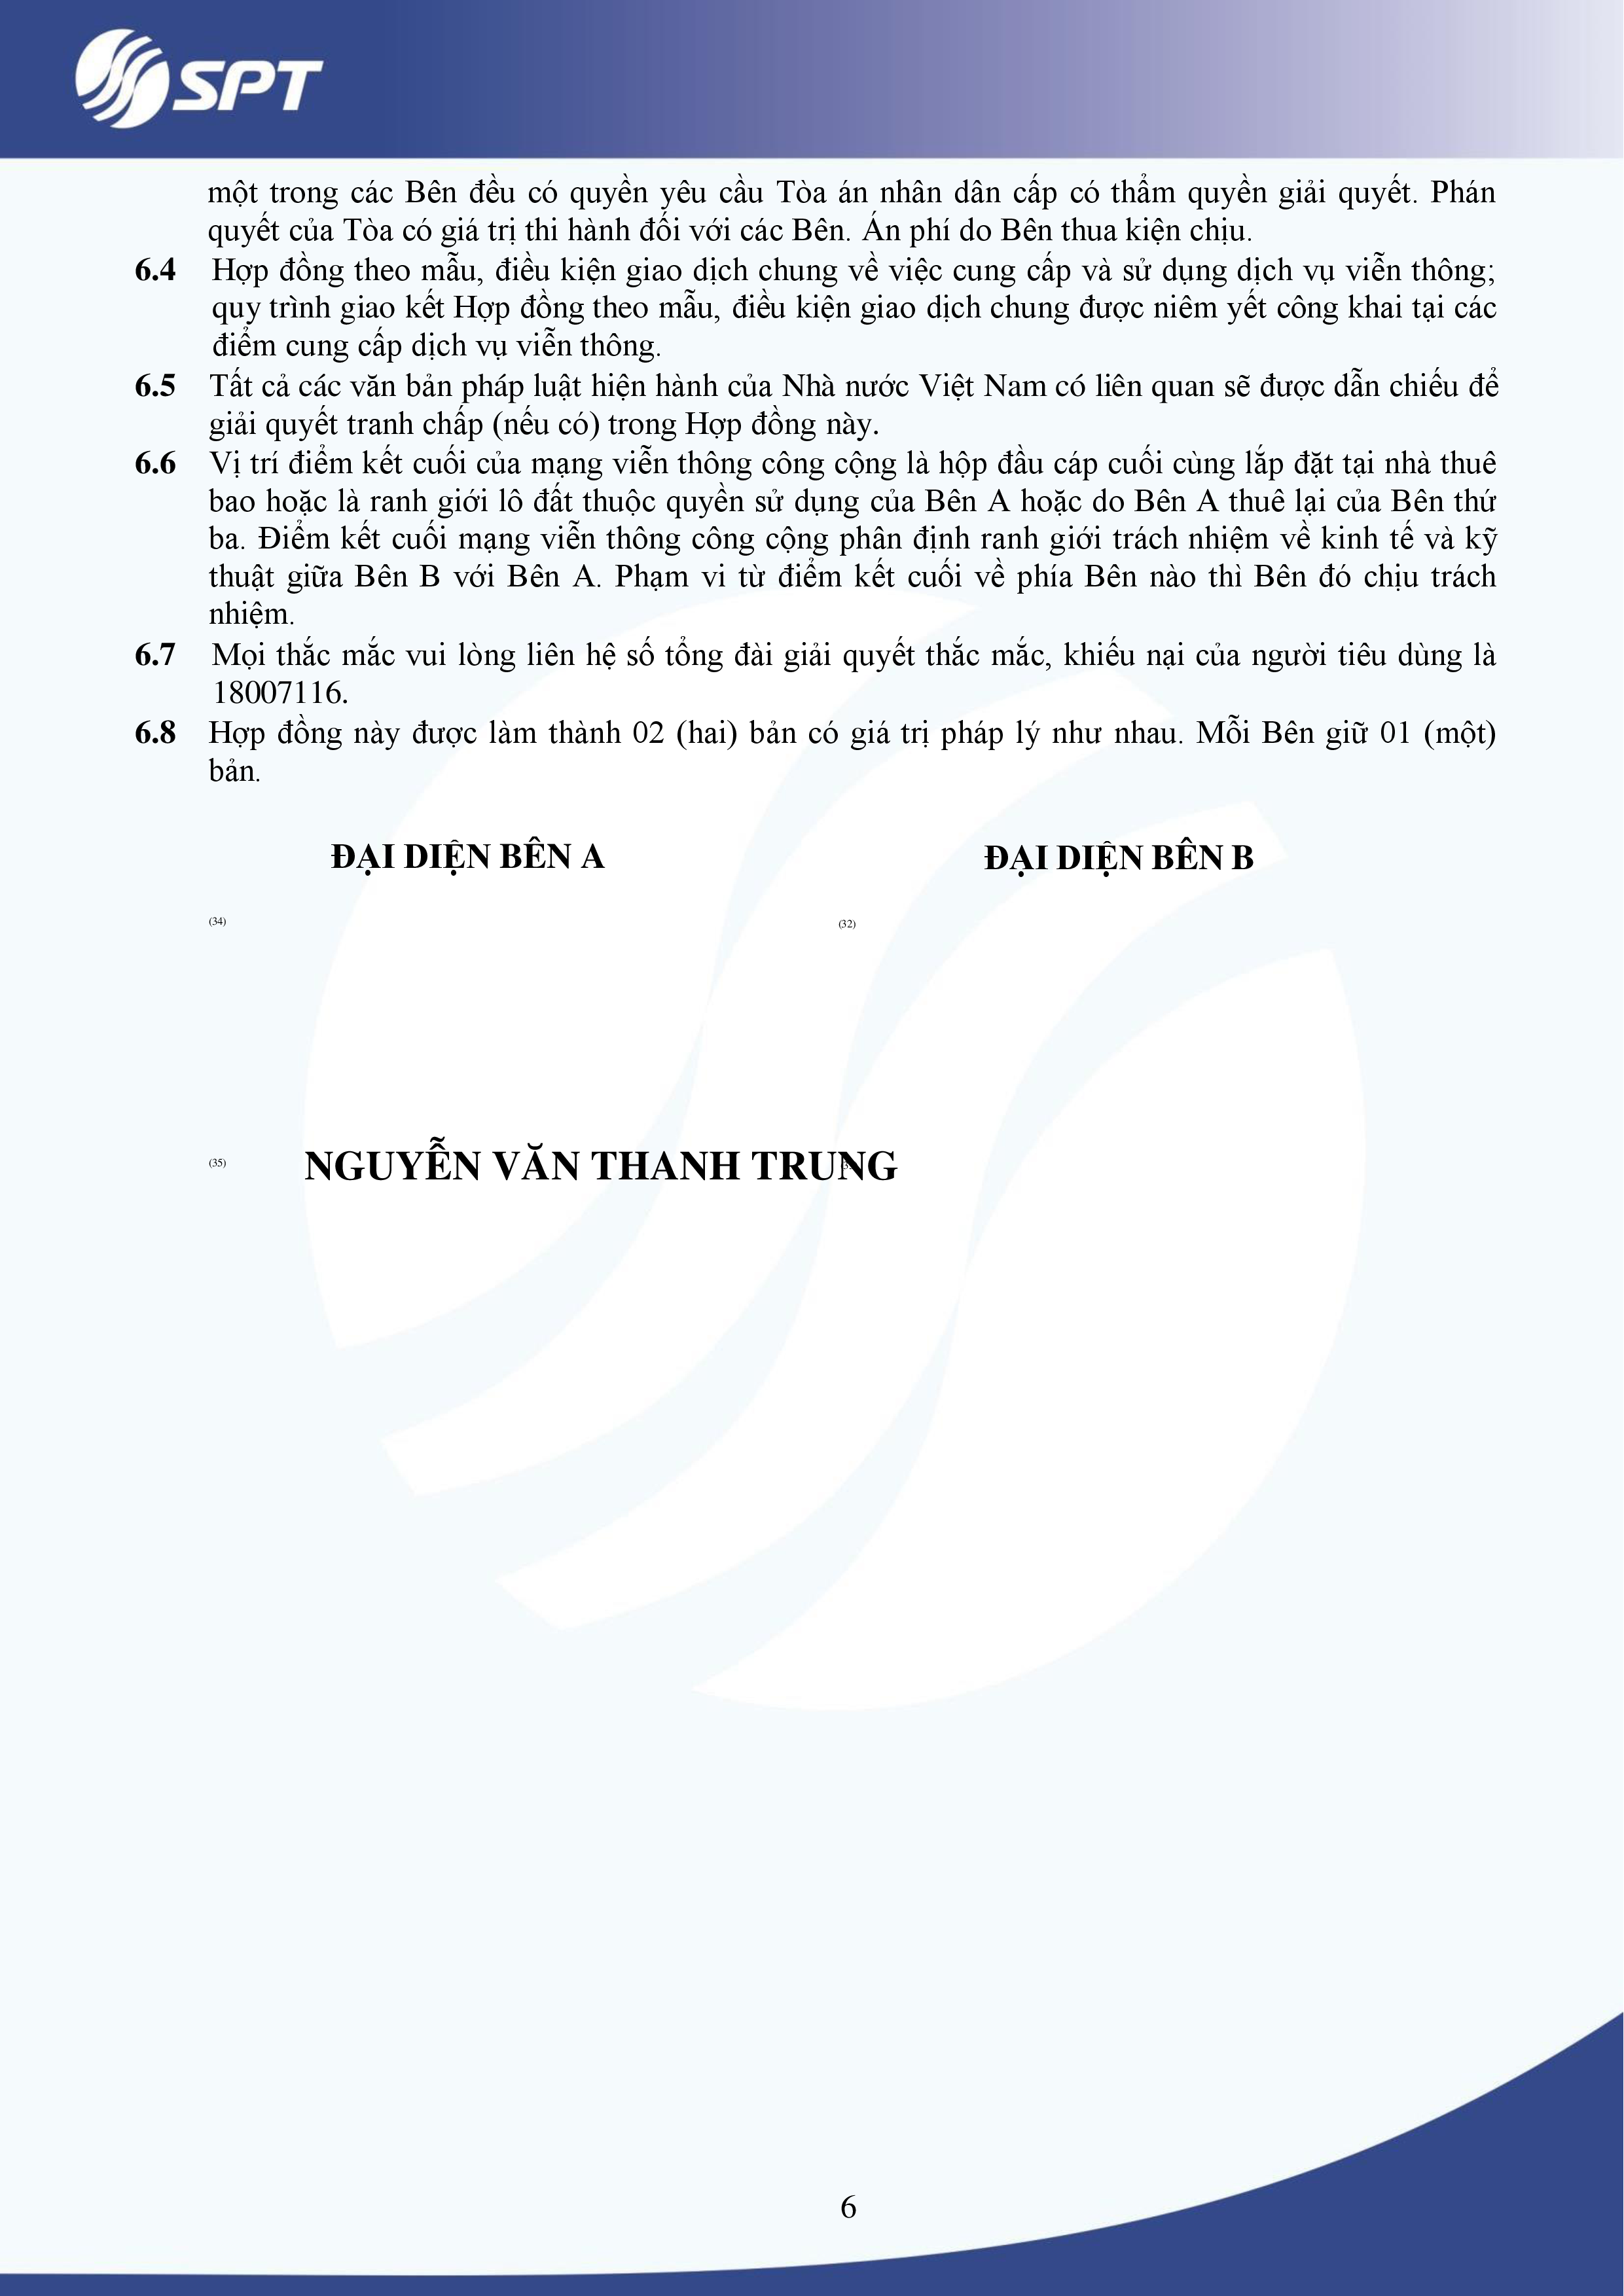 SPT
một trong các Bên đều có quyền yêu cầu Tòa án nhân dân cấp có thẩm quyền giải quyết. Phán
quyết của Tòa có giá trị thi hành đối với các Bên. Án phí do Bên thua kiện chịu.
6.4 Hợp đồng theo mẫu, điều kiện giao dịch chung về việc cung cấp và sử dụng dịch vụ viễn thông;
quy trình giao kết Hợp đồng theo mẫu, điều kiện giao dịch chung được niêm yết công khai tại các
điểm cung cấp dịch vụ viễn thông.
6.5 Tất cả các văn bản pháp luật hiện hành của Nhà nước Việt Nam có liên quan sẽ được dẫn chiếu để
giải quyết tranh chấp (nếu có) trong Hợp đồng này.
6.6 Vị trí điểm kết cuối của mạng viễn thông công cộng là hộp đầu cáp cuối cùng lắp đặt tại nhà thuê
bao hoặc là ranh giới lô đất thuộc quyền sử dụng của Bên A hoặc do Bên A thuê lại của Bên thứ
ba. Điểm kết cuối mạng viễn thông công cộng phân định ranh giới trách nhiệm về kinh tế và kỹ
thuật giữa Bên B với Bên A. Phạm vi từ điểm kết cuối về phía Bên nào thì Bên đó chịu trách
nhiệm.
6.7 Mọi thắc mắc vui lòng liên hệ số tổng đài giải quyết thắc mắc, khiếu nại của người tiêu dùng là
18007116.
6.8 Hợp đồng này được làm thành 02 (hai) bản có giá trị pháp lý như nhau. Mỗi Bên giữ 01 (một)
bản.
ĐẠI DIỆN BÊN A ĐẠI DIỆN BÊN B
(34) (32)
(35) NGUYỄN VĂN THANH TRUNG
6